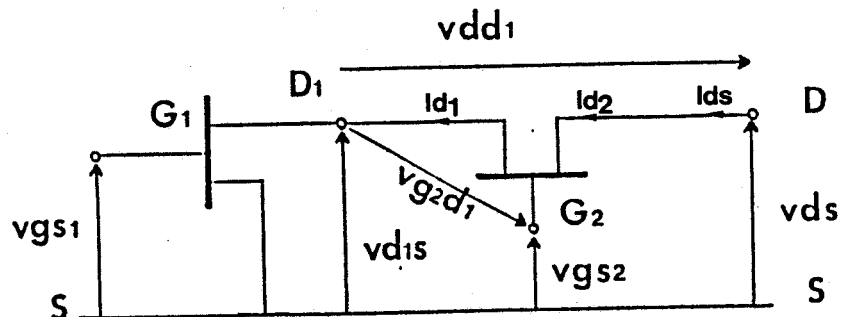 vdd₁
D₁
Id₁
Id₂
Ids
D
G₁
vg₂d₁
G₂
vgs₁
vd₁s
vgs₂
vds
S
S